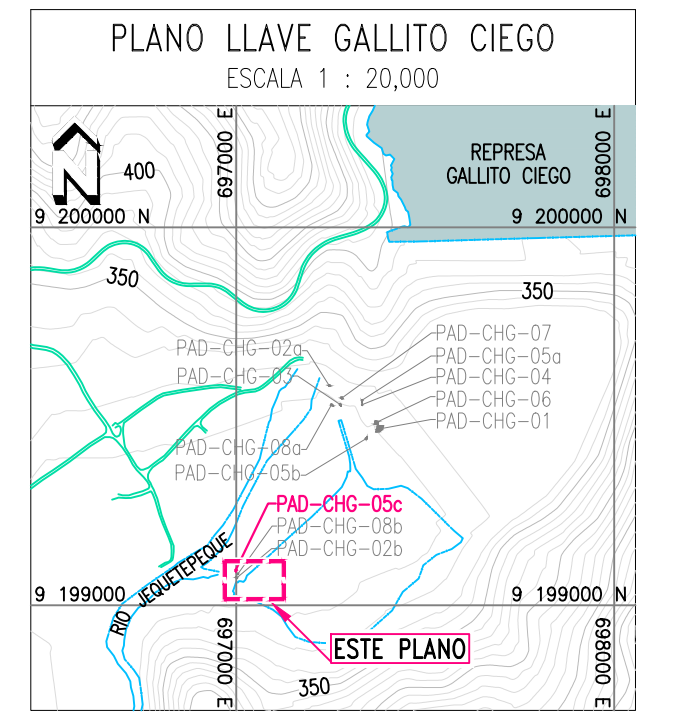 PLANO LLAVE GALLITO CIEGO
ESCALA 1 : 20,000
697000 E
698000 E
400
REPRESA
GALLITO CIEGO
9 200000 N
9 200000 N
350
350
PAD-CHG-07
PAD-CHG-02a
PAD-CHG-05a
PAD-CHG-03
PAD-CHG-04
PAD-CHG-06
PAD-CHG-01
PAD-CHG-08a
PAD-CHG-05b
PAD-CHG-05c
PAD-CHG-08b
PAD-CHG-02b
RIO JEQUETEPEQUE
9 199000 N
9 199000 N
697000 E
698000 E
ESTE PLANO
350
N